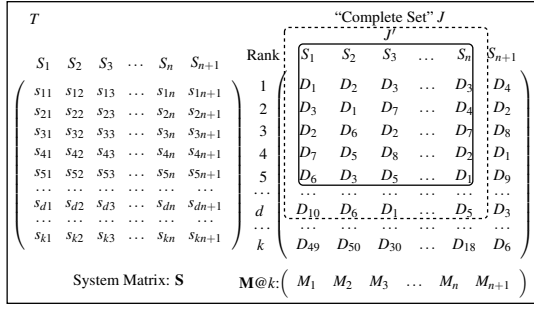 T "Complete Set" J
J′
S1 S2 S3 … Sn Sn+1 Rank S1 S2 S3 … Sn Sn+1
s11 s12 s13 … s1n s1n+1 1 D1 D2 D3 … D3 D4
s21 s22 s23 … s2n s2n+1 2 D3 D1 D7 … D4 D2
s31 s32 s33 … s3n s3n+1 3 D2 D6 D2 … D7 D8
s41 s42 s43 … s4n s4n+1 4 D7 D5 D8 … D2 D1
s51 s52 s53 … s5n s5n+1 5 D6 D3 D5 … D1 D9
… … … … … … … … … … … … …
sd1 sd2 sd3 … sdn sdn+1 d D10 D6 D1 … D5 D3
… … … … … … … … … … … … …
sk1 sk2 sk3 … skn skn+1 k D49 D50 D30 … D18 D6
System Matrix: S M@k: ( M1 M2 M3 … Mn Mn+1 )